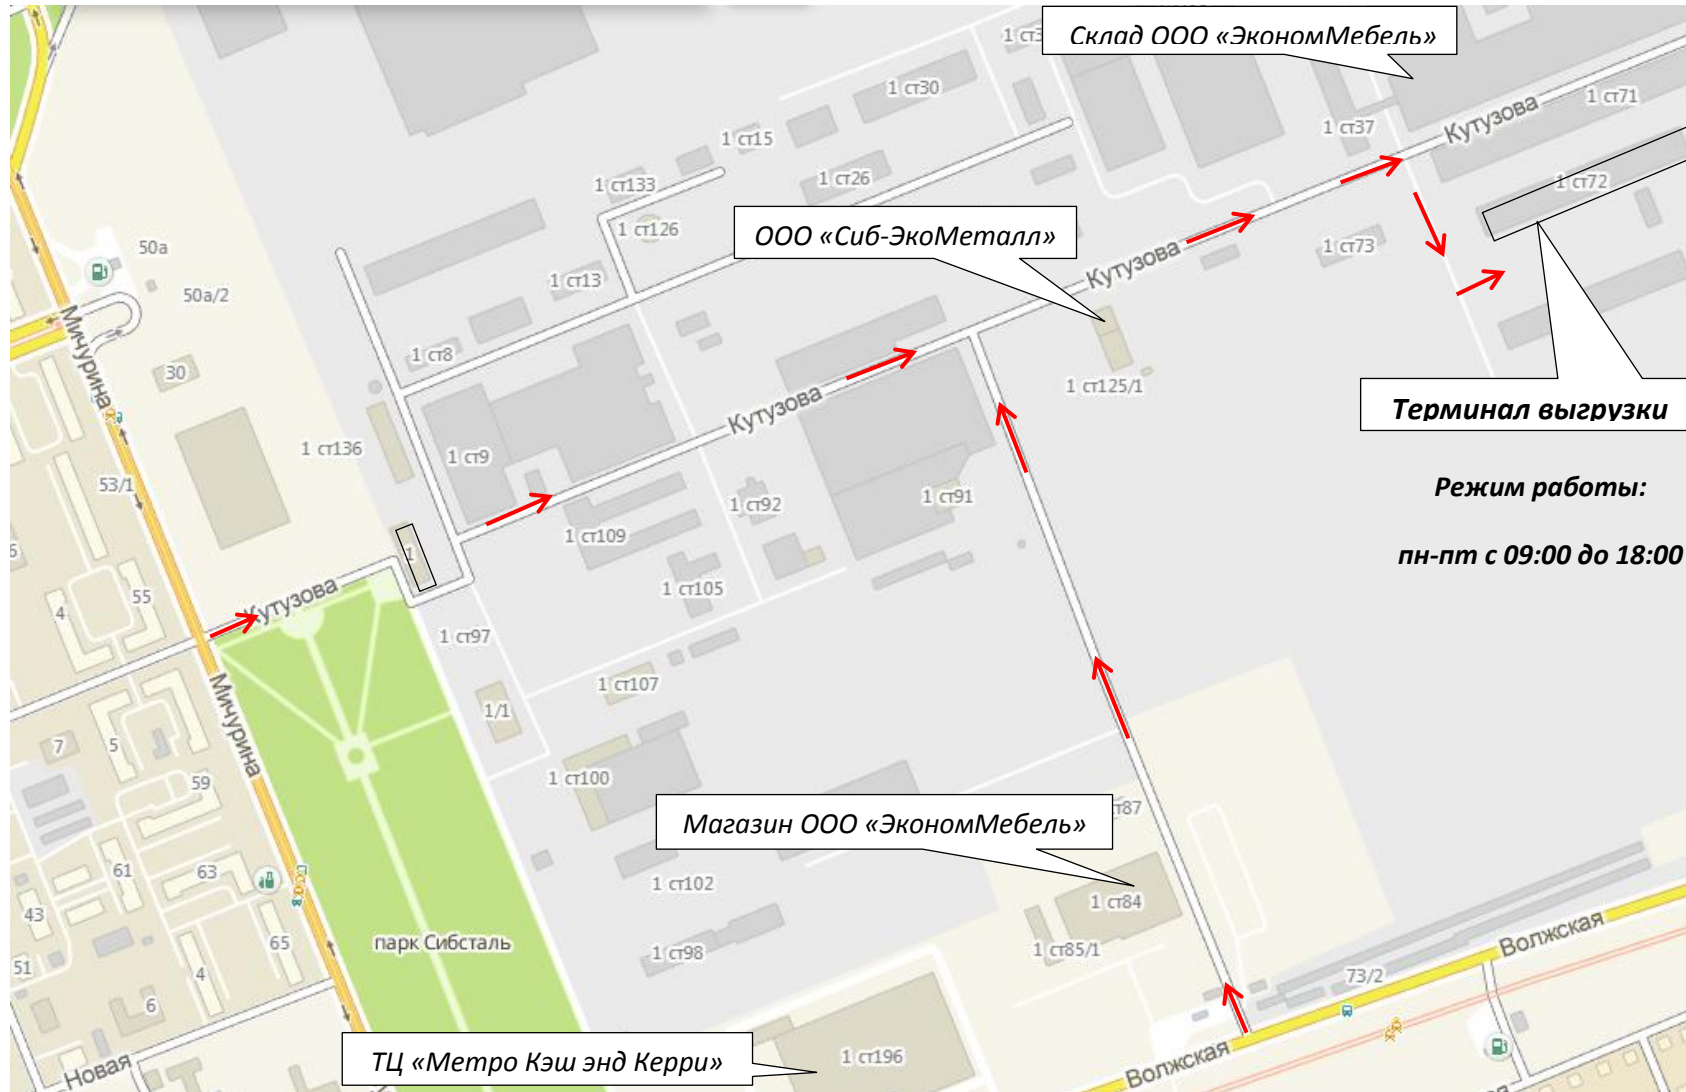 Склад ООО «ЭкономМебель»
1 ст30
1 ст71
Кутузова
1 ст15
1 ст37
1 ст133
1 ст26
1 ст72
1 ст126
ООО «Сиб-ЭкоМеталл»
50а
1 ст73
Кутузова
1 ст13
50а/2
Мичурина
1 ст8
30
1 ст125/1
Кутузова
Терминал выгрузки
1 ст136
1 ст9
53/1
Режим работы:
1 ст92
1 ст91
1 ст109
1
пн-пт с 09:00 до 18:00
Кутузова
1 ст105
55
4
1 ст97
1 ст107
Мичурина
1/1
7
5
1 ст100
59
Магазин ООО «ЭкономМебель»
61
63
1 ст102
1 ст84
43
65
парк Сибсталь
1 ст98
1 ст85/1
Волжская
51
4
73/2
6
ТЦ «Метро Кэш энд Керри»
1 ст196
Новая
Волжская